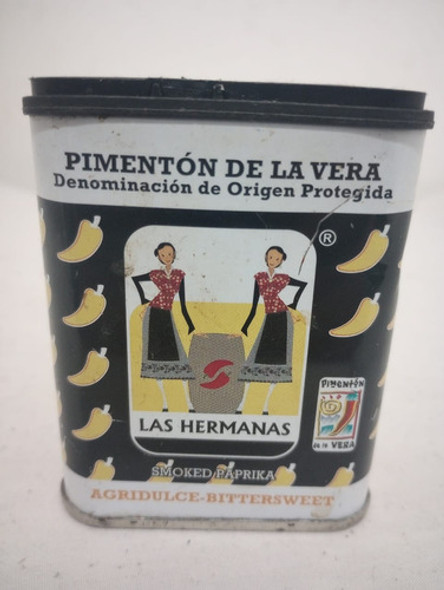 PIMENTÓN DE LA VERA
Denominación de Origen Protegida
®
LAS HERMANAS
PIMENTÓN
de la VERA
SMOKED PAPRIKA
AGRIDULCE-BITTERSWEET